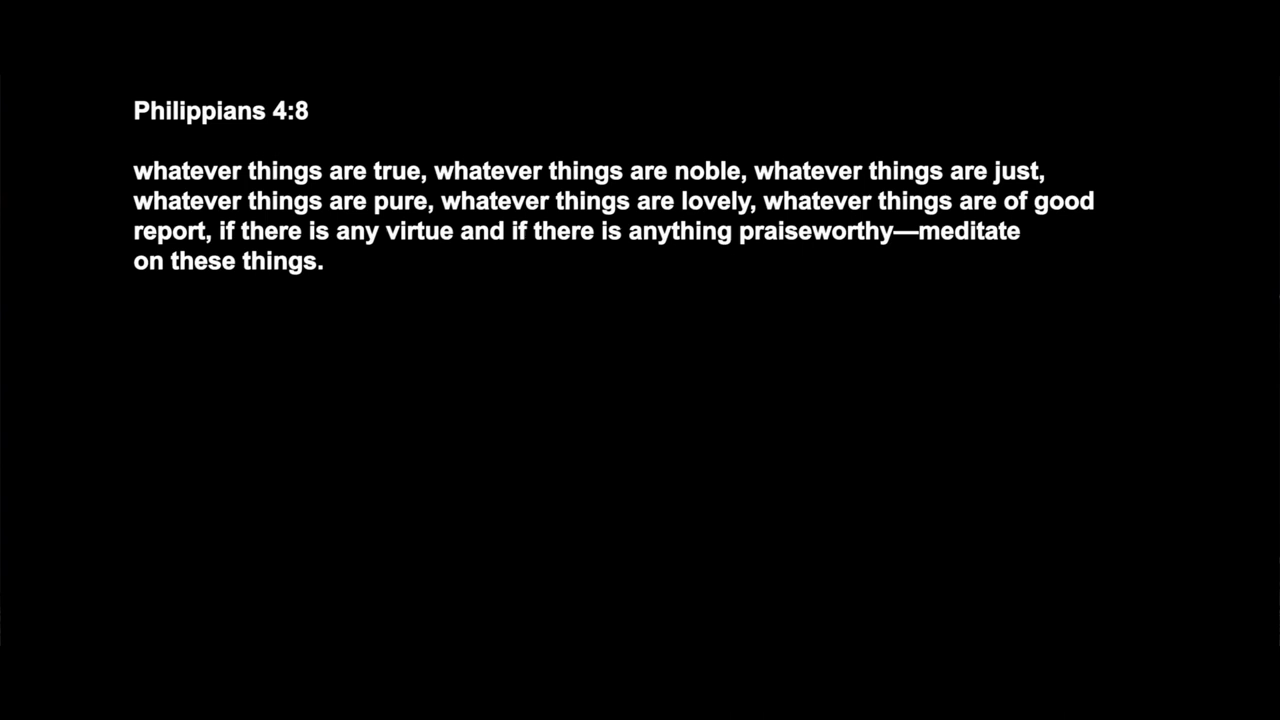 Philippians 4:8
whatever things are true, whatever things are noble, whatever things are just,
whatever things are pure, whatever things are lovely, whatever things are of good
report, if there is any virtue and if there is anything praiseworthy—meditate
on these things.